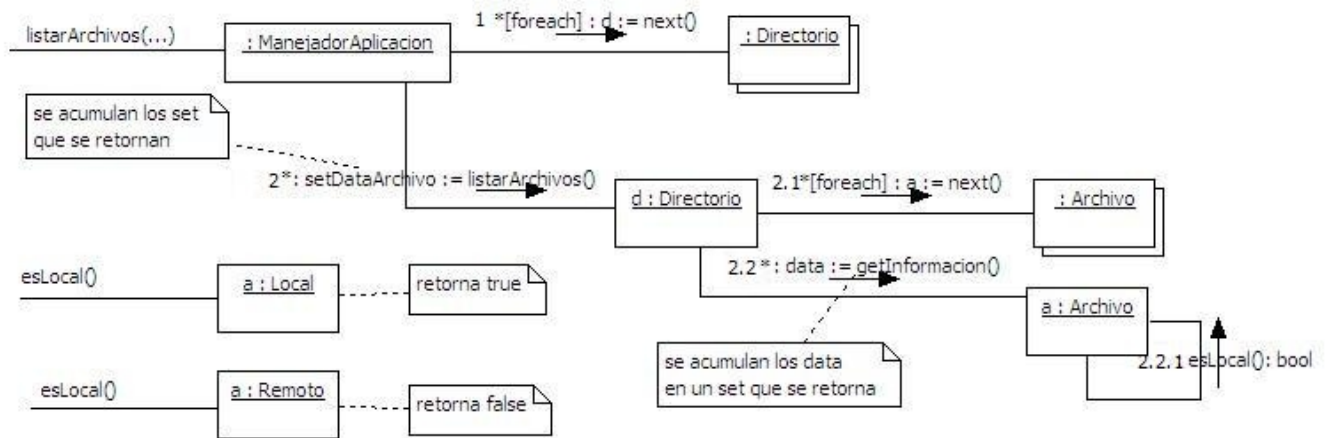 1 *[foreach] : d := next()
listarArchivos(...)
: ManejadorAplicacion
: Directorio
se acumulan los set
que se retornan
2*: setDataArchivo := listarArchivos()
2.1*[foreach] : a := next()
d : Directorio
: Archivo
esLocal()
a : Local
retorna true
2.2*: data := getInformacion()
a : Archivo
se acumulan los data
en un set que se retorna
2.2.1 esLocal(): bool
esLocal()
a : Remoto
retorna false